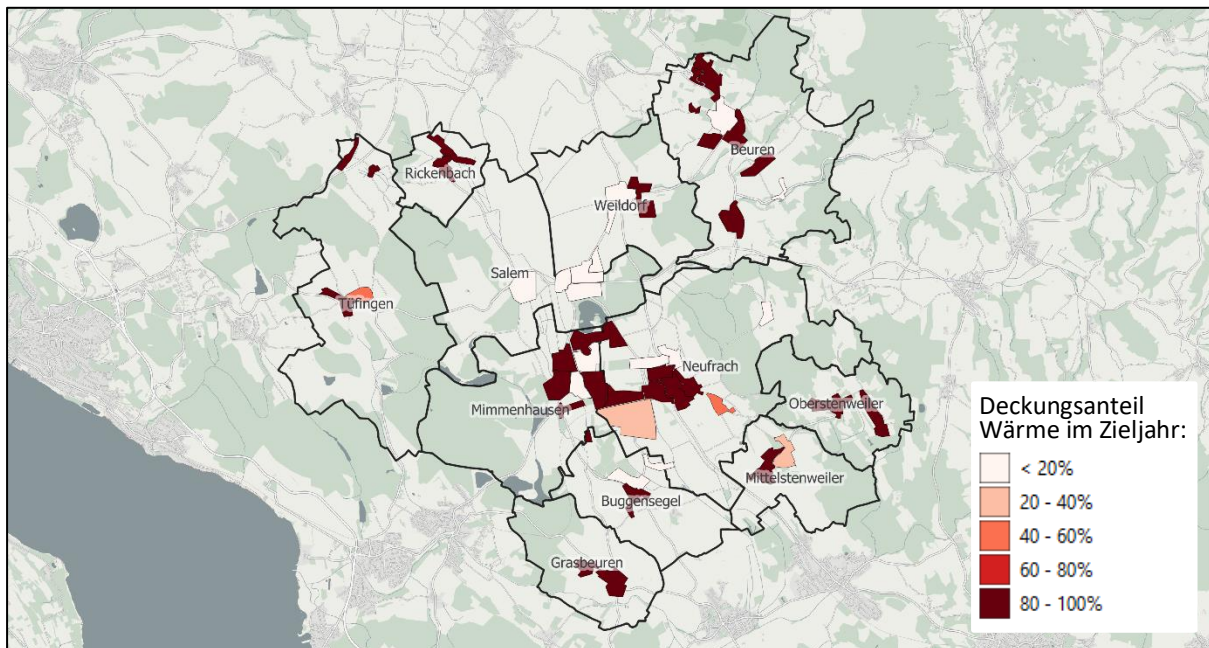 Beuren
Rickenbach
Weildorf
Salem
Tüfingen
Neufrach
Mimmenhausen
Oberstenweiler
Mittelstenweiler
Buggensegel
Grasbeuren
Deckungsanteil
Wärme im Zieljahr:
< 20%
20 - 40%
40 - 60%
60 - 80%
80 - 100%